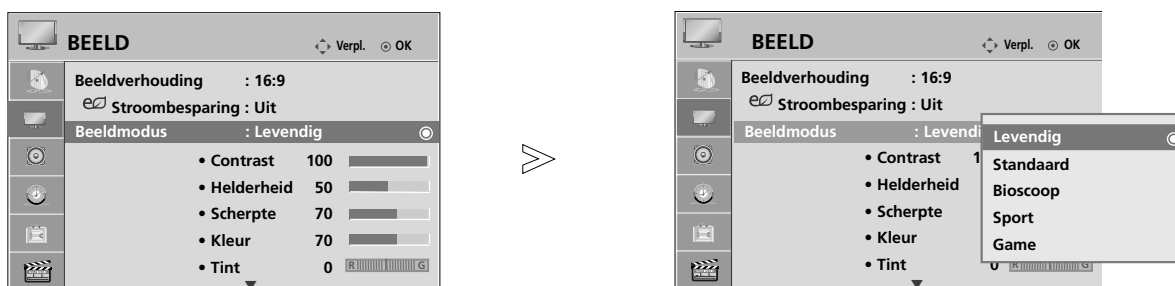 BEELD
Verpl. OK
Beeldverhouding : 16:9
Stroombesparing : Uit
Beeldmodus : Levendig
• Contrast 100
• Helderheid 50
• Scherpte 70
• Kleur 70
• Tint 0 R G
BEELD
Verpl. OK
Beeldverhouding : 16:9
Stroombesparing : Uit
Beeldmodus : Levendi
• Contrast 1
• Helderheid
• Scherpte
• Kleur
• Tint 0 R G
Levendig
Standaard
Bioscoop
Sport
Game